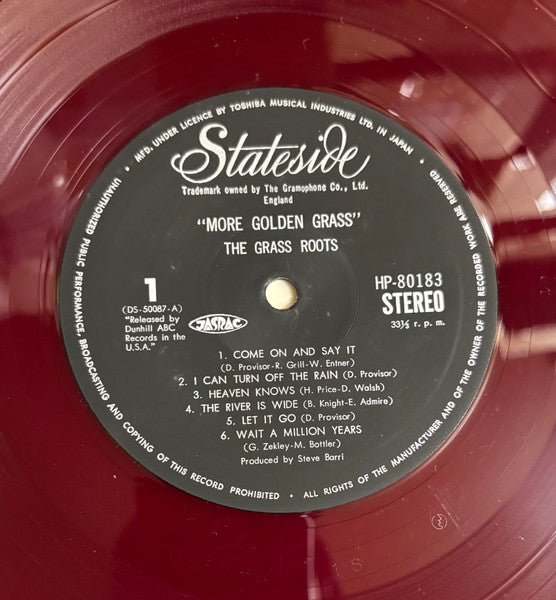 • MFD. UNDER LICENCE BY TOSHIBA MUSICAL INDUSTRIES LTD. IN JAPAN •
Stateside
Trademark owned by The Gramophone Co., Ltd.
England
"MORE GOLDEN GRASS"
THE GRASS ROOTS
1
(DS-50087-A)
"Released by
Dunhill ABC
Records in the
U.S.A."
JASRAC
HP-80183
STEREO
33⅓ r. p. m.
1. COME ON AND SAY IT
(D. Provisor-R. Grill-W. Entner)
2. I CAN TURN OFF THE RAIN (D. Provisor)
3. HEAVEN KNOWS (H. Price-D. Walsh)
4. THE RIVER IS WIDE (B. Knight-E. Admire)
5. LET IT GO (D. Provisor)
6. WAIT A MILLION YEARS
(G. Zekley-M. Bottler)
Produced by Steve Barri
UNAUTHORIZED PUBLIC PERFORMANCE, BROADCASTING AND COPYING OF THIS RECORD PROHIBITED • ALL RIGHTS OF THE MANUFACTURER AND OF THE OWNER OF THE RECORDED WORK ARE RESERVED